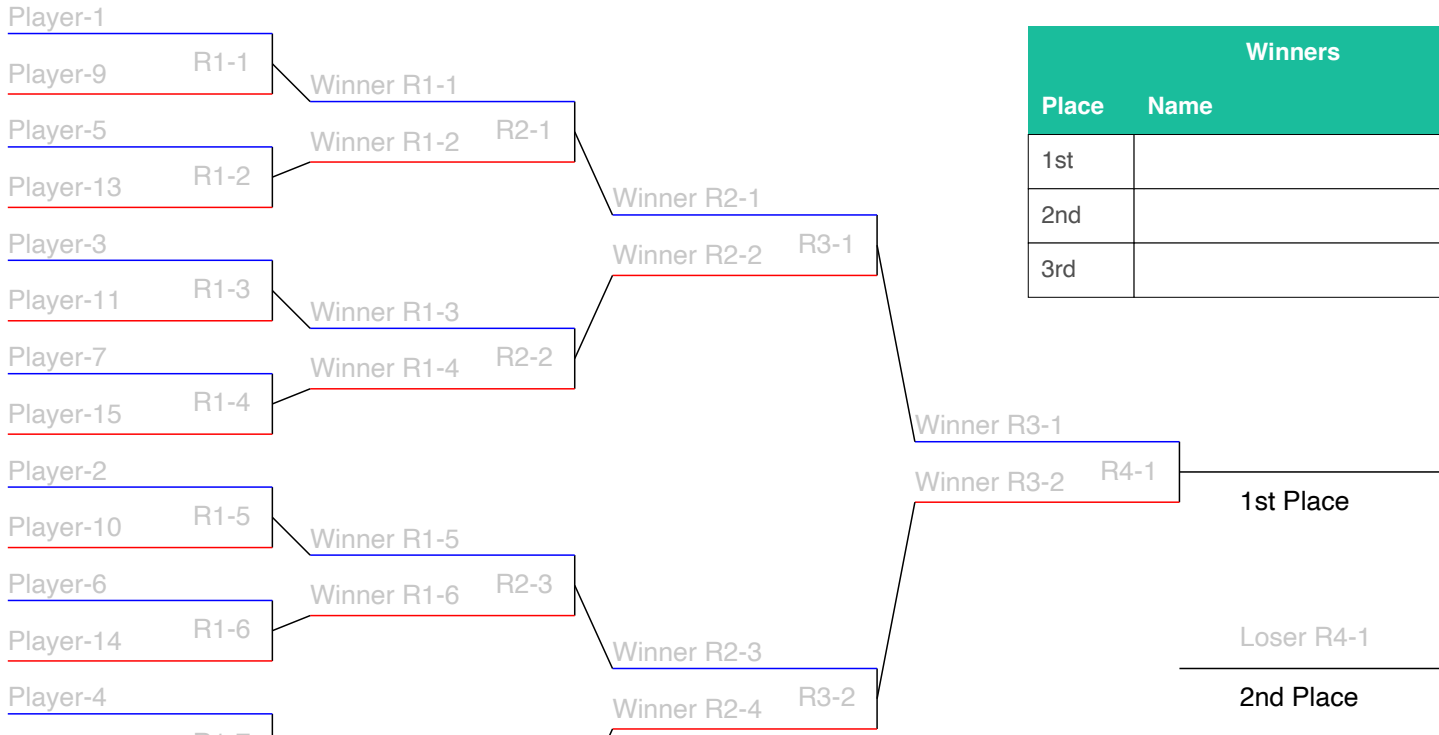 Player-1
R1-1
Player-9
Winner R1-1
Player-5
R2-1
Winner R1-2
R1-2
Player-13
Winner R2-1
Player-3
R3-1
Winner R2-2
R1-3
Player-11
Winner R1-3
Player-7
R2-2
Winner R1-4
R1-4
Player-15
Winner R3-1
Player-2
R4-1
Winner R3-2
1st Place
R1-5
Player-10
Winner R1-5
Player-6
R2-3
Winner R1-6
R1-6
Player-14
Loser R4-1
Winner R2-3
Player-4
R3-2
Winner R2-4
2nd Place
Winners
Place Name
1st
2nd
3rd